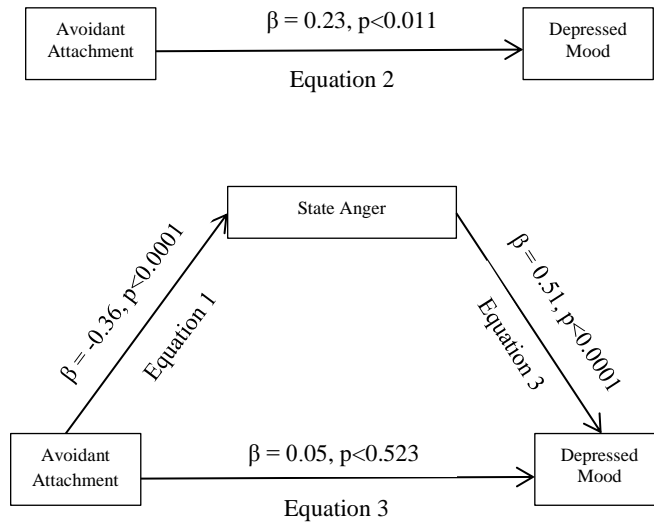 Avoidant
Attachment
β = 0.23, p<0.011
Equation 2
Depressed
Mood
State Anger
β = -0.36, p<0.0001
Equation 1
β = 0.51, p<0.0001
Equation 3
Avoidant
Attachment
β = 0.05, p<0.523
Equation 3
Depressed
Mood